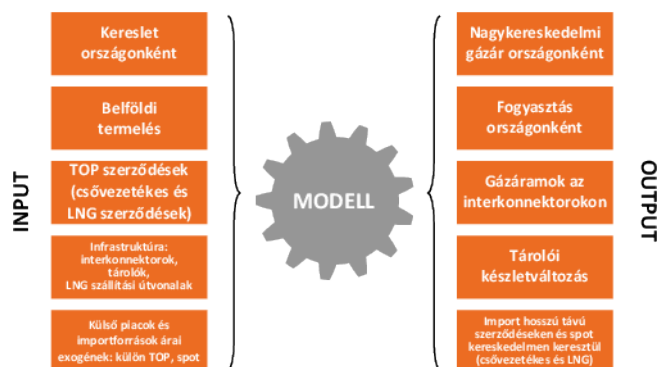 INPUT
Kereslet
országonként
Belföldi
termelés
TOP szerződések
(csővezetékes és
LNG szerződések)
Infrastruktúra:
interkonnektorok,
tárolók,
LNG szállítási útvonalak
Külső piacok és
importforrások árai
exogének: külön TOP, spot
MODELL
Nagykereskedelmi
gázár országonként
Fogyasztás
országonként
Gázáramok az
interkonnektorokon
Tárolói
készletváltozás
Import hosszú távú
szerződéseken és spot
kereskedelmen keresztül
(csővezetékes és LNG)
OUTPUT